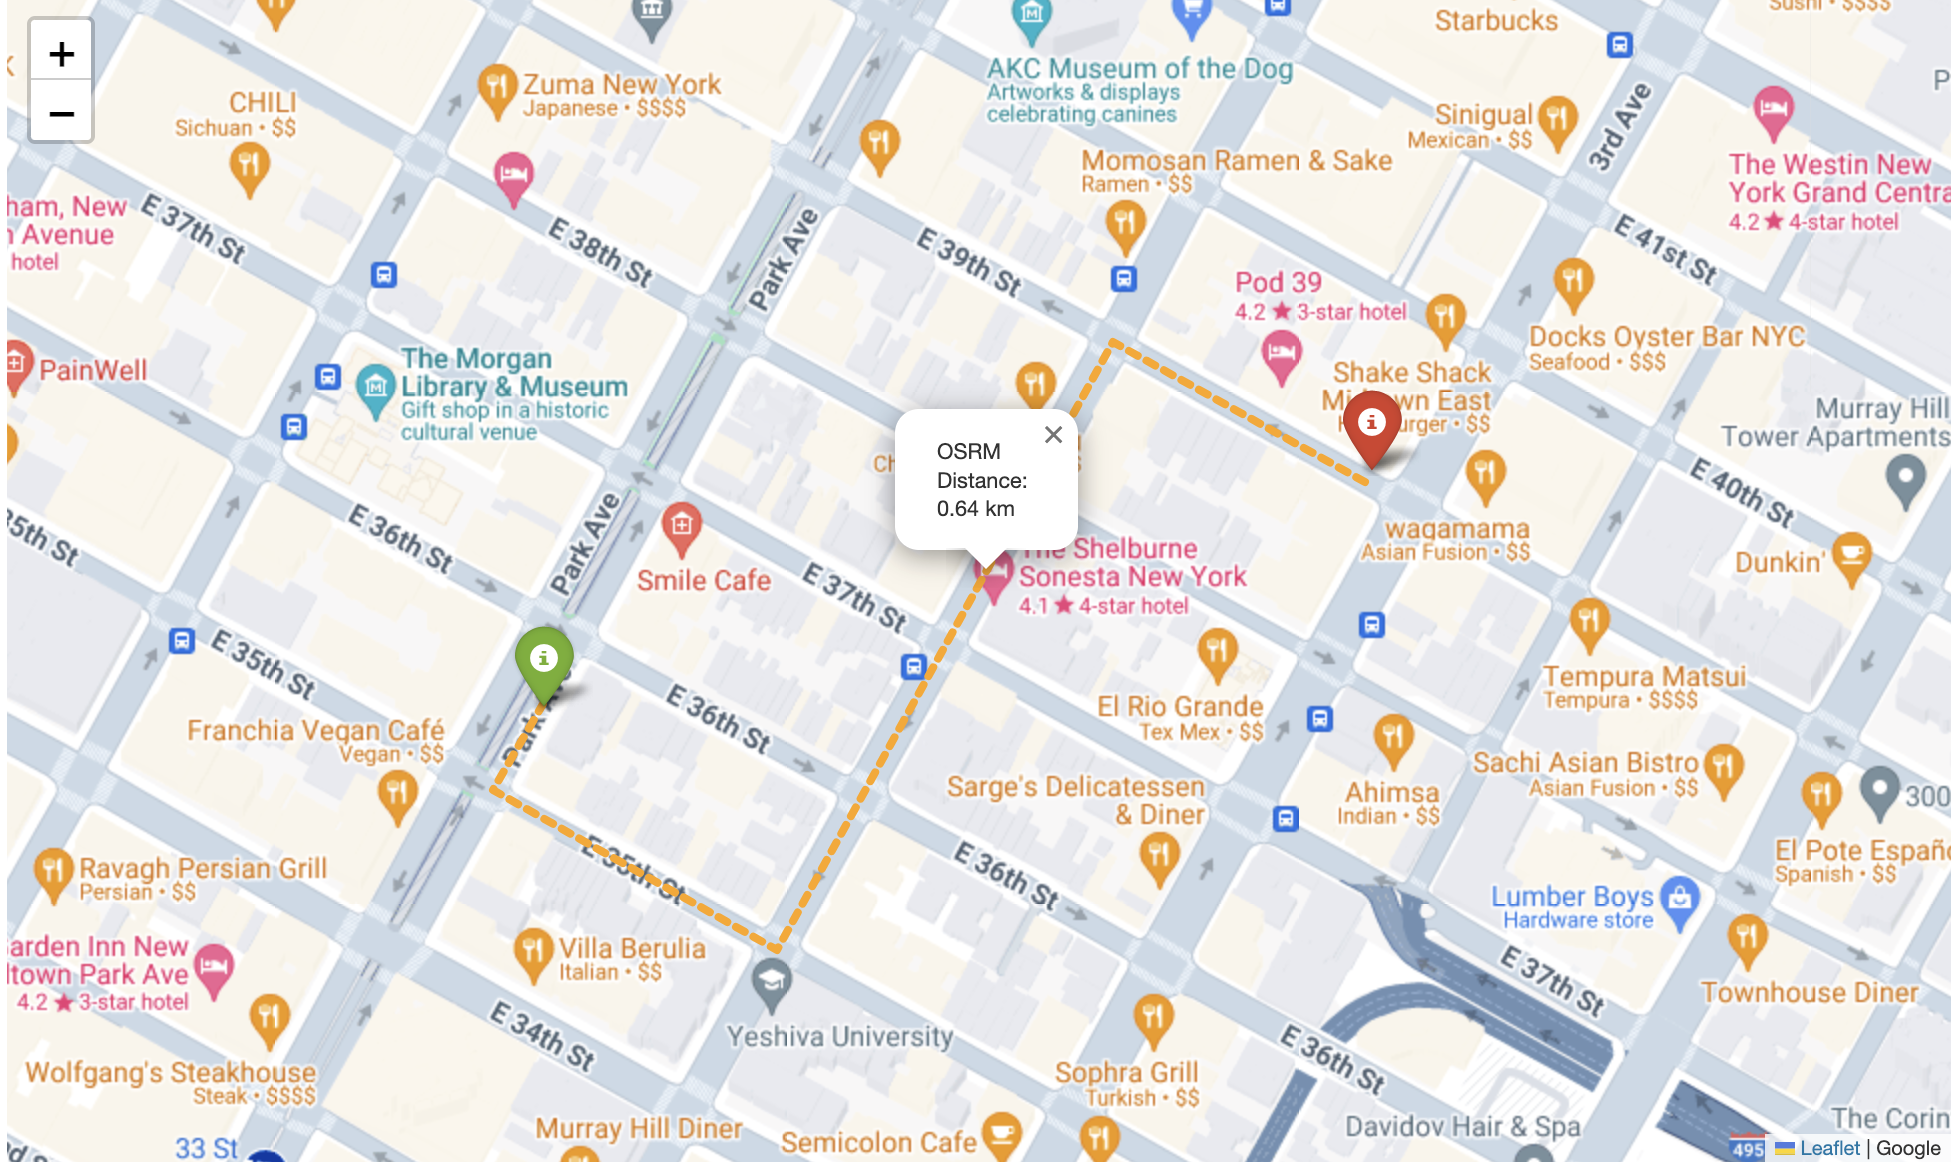 +
−
Starbucks
AKC Museum of the Dog
Artworks & displays
celebrating canines
Zuma New York
Japanese • $$$$
CHILI
Sichuan • $$
Sinigual
Mexican • $$
3rd Ave
The Westin New
York Grand Centra
4.2 ★ 4-star hotel
Momosan Ramen & Sake
Ramen • $$
ham, New
Avenue
hotel
E 37th St
E 38th St
Park Ave
E 39th St
E 41st St
Pod 39
4.2 ★ 3-star hotel
Docks Oyster Bar NYC
Seafood • $$$
PainWell
The Morgan
Library & Museum
Gift shop in a historic
cultural venue
Shake Shack
Murray Hill
Tower Apartments
OSRM
Distance:
0.64 km
×
E 40th St
E 36th St
Park Ave
35th St
Smile Cafe
E 37th St
The Shelburne
Sonesta New York
4.1 ★ 4-star hotel
waqamama
Asian Fusion • $$
Dunkin'
E 35th St
E 36th St
El Rio Grande
Tex Mex • $$
Tempura Matsui
Tempura • $$$$
Franchia Vegan Café
Vegan • $$
Sarge's Delicatessen
& Diner
Ahimsa
Indian • $$
Sachi Asian Bistro
Asian Fusion • $$
300
El Pote Españo
Spanish • $$
E 35th St
Ravagh Persian Grill
Persian • $$
E 36th St
Lumber Boys
Hardware store
arden Inn New
town Park Ave
4.2 ★ 3-star hotel
Villa Berulia
Italian • $$
E 37th St
Townhouse Diner
E 34th St
Yeshiva University
E 36th St
Wolfgang's Steakhouse
Steak • $$$$
Sophra Grill
Turkish • $$
Murray Hill Diner
Semicolon Cafe
Davidov Hair & Spa
The Corin
33 St
495
Leaflet | Google